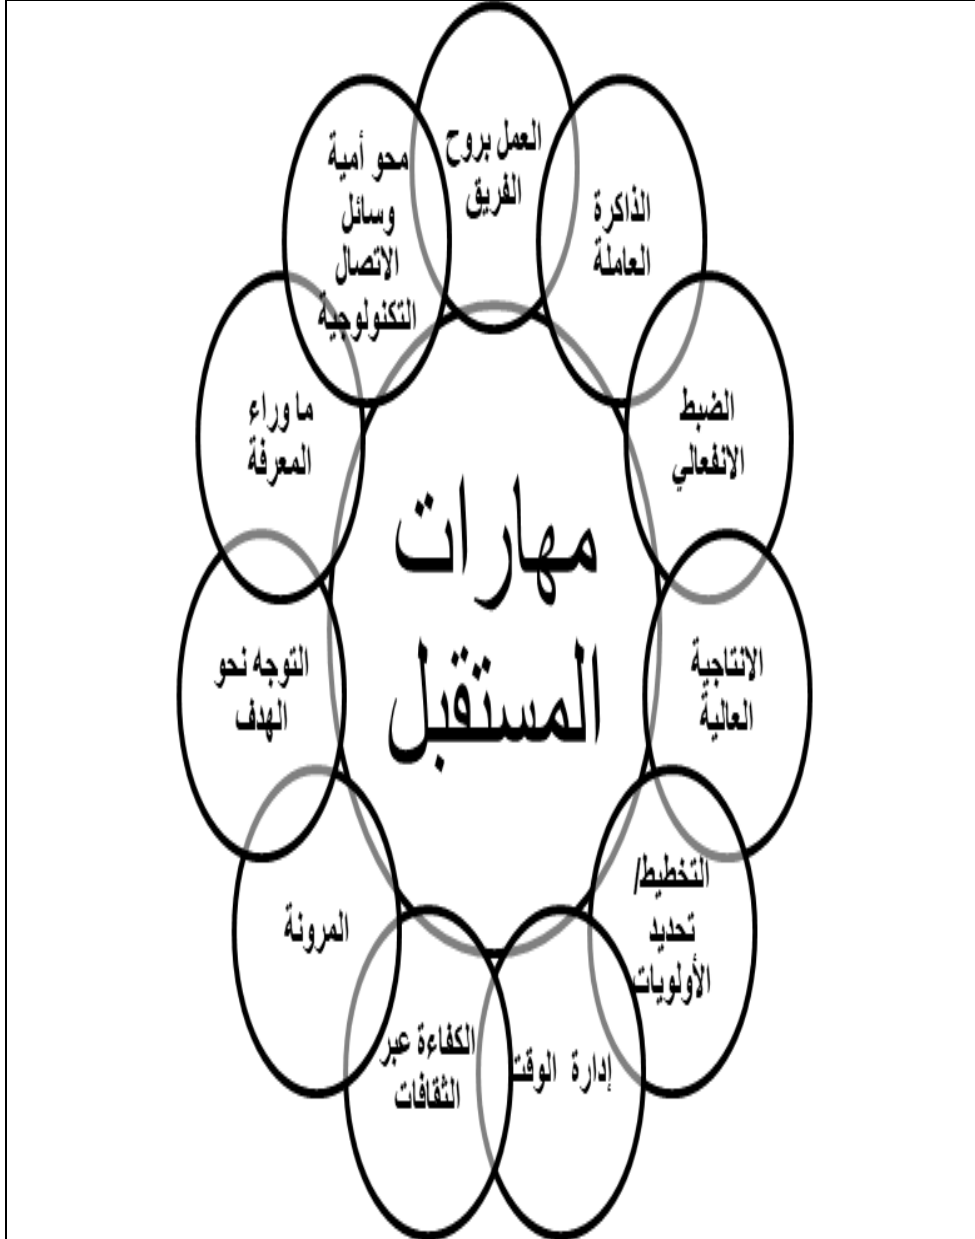 العمل بروح
الفريق
الذاكرة
العاملة
الضبط
الانفعالي
الانتاجية
العالية
التخطيط/
تحديد
الأولويات
إدارة الوقت
الكفاءة عبر
الثقافات
المرونة
التوجه نحو
الهدف
ما وراء
المعرفة
محو أمية
وسائل
الاتصال
التكنولوجية
مهارات
المستقبل